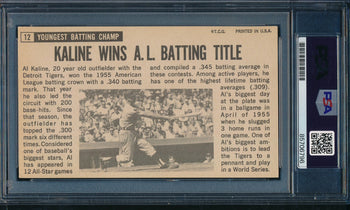 12 YOUNGEST BATTING CHAMP
©T.C.G. PRINTED IN U.S.A.
KALINE WINS A.L. BATTING TITLE
Al Kaline, 20 year old outfielder with the
Detroit Tigers, won the 1955 American
League batting crown with a .340 batting
mark. That year
he also led the
circuit with 200
base-hits. Since
that season, the
outfielder has
topped the .300
mark six different
times. Considered
one of baseball's
biggest stars, Al
has appeared in
12 All-Star games
and compiled a .345 batting average in
these contests. Among active players, he
has one of the highest lifetime averages
(.309). Al's
biggest day at
the plate was in
a ballgame in
April of 1955
when he slugged
3 home runs in
one game. One of
Al's biggest ambitions
is to lead
the Tigers to a
pennant and play
in a World Series.
PSA
85706796